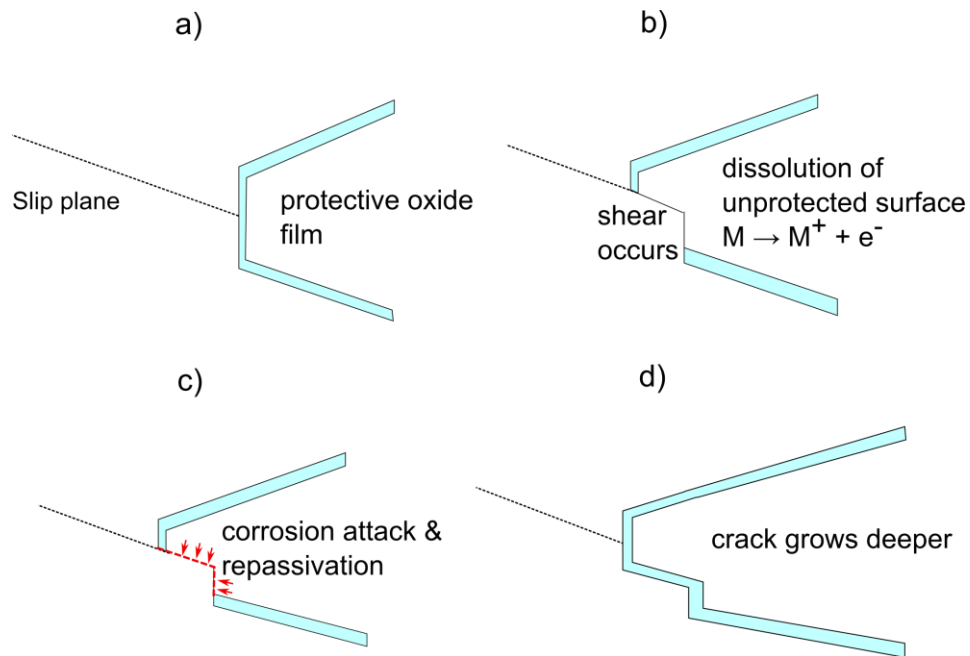 a)
Slip plane
protective oxide
film
b)
shear
occurs
dissolution of
unprotected surface
M → M⁺ + e⁻
c)
corrosion attack &
repassivation
d)
crack grows deeper